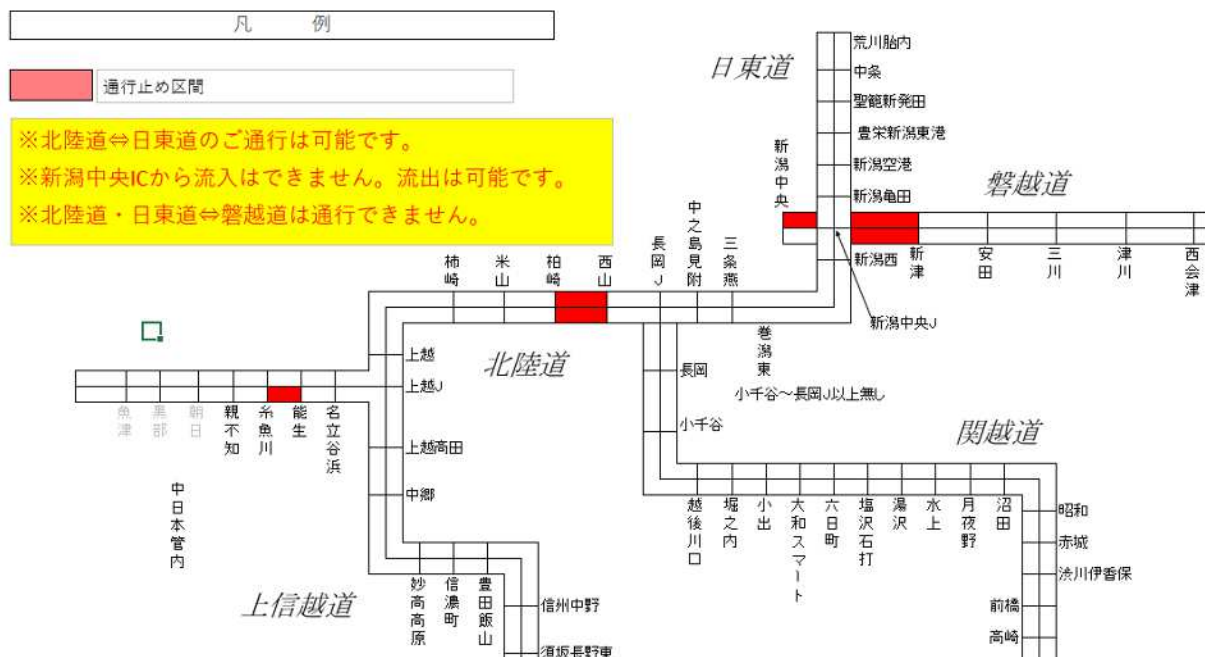 凡 例
通行止め区間
※北陸道⇔日東道のご通行は可能です。
※新潟中央ICから流入はできません。流出は可能です。
※北陸道・日東道⇔磐越道は通行できません。
日東道
荒川胎内
中条
聖籠新発田
豊栄新潟東港
新潟空港
新潟亀田
新潟西
新潟中央
新潟中央J
磐越道
新津
安田
三川
津川
西会津
柿崎
米山
柏崎
西山
長岡J
中之島見附
三条燕
巻潟東
北陸道
上越
上越J
上越高田
中郷
魚津
黒部
朝日
親不知
糸魚川
能生
名立谷浜
中日本管内
長岡
小千谷～長岡J以上無し
小千谷
関越道
越後川口
堀之内
小出
大和スマート
六日町
塩沢石打
湯沢
水上
月夜野
沼田
昭和
赤城
渋川伊香保
前橋
高崎
上信越道
妙高高原
信濃町
豊田飯山
信州中野
須坂長野東